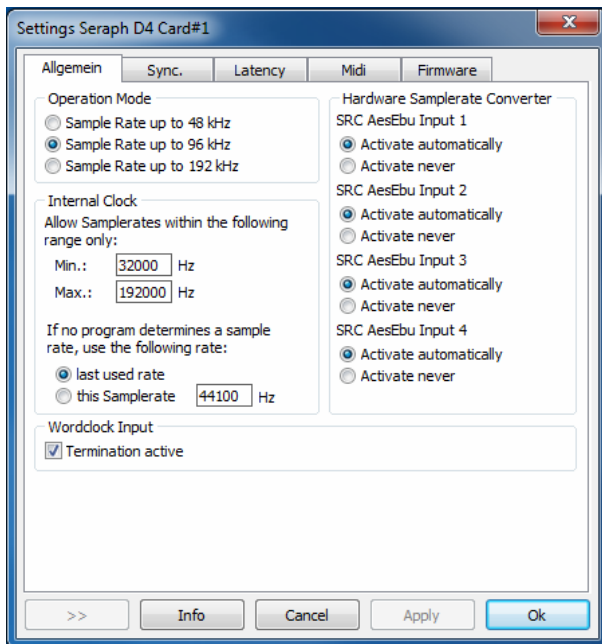 Settings Seraph D4 Card#1
Allgemein
Sync.
Latency
Midi
Firmware
Operation Mode
Sample Rate up to 48 kHz
Sample Rate up to 96 kHz
Sample Rate up to 192 kHz
Internal Clock
Allow Samplerates within the following
range only:
Min.: 32000 Hz
Max.: 192000 Hz
If no program determines a sample
rate, use the following rate:
last used rate
this Samplerate 44100 Hz
Hardware Samplerate Converter
SRC AesEbu Input 1
Activate automatically
Activate never
SRC AesEbu Input 2
Activate automatically
Activate never
SRC AesEbu Input 3
Activate automatically
Activate never
SRC AesEbu Input 4
Activate automatically
Activate never
Wordclock Input
Termination active
>>
Info
Cancel
Apply
Ok